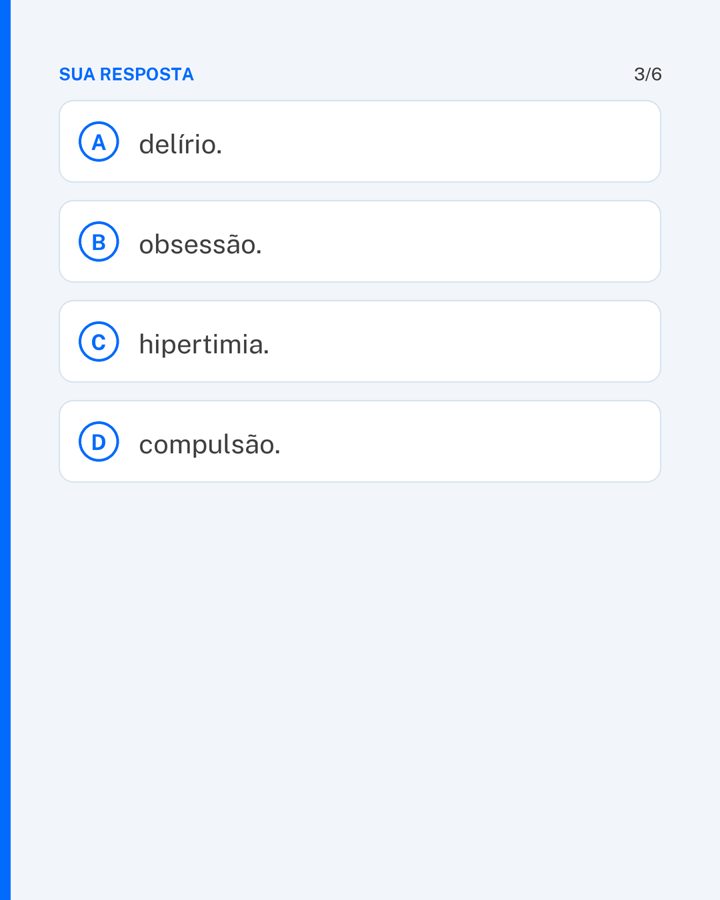 SUA RESPOSTA 3/6
A delírio.
B obsessão.
C hipertimia.
D compulsão.